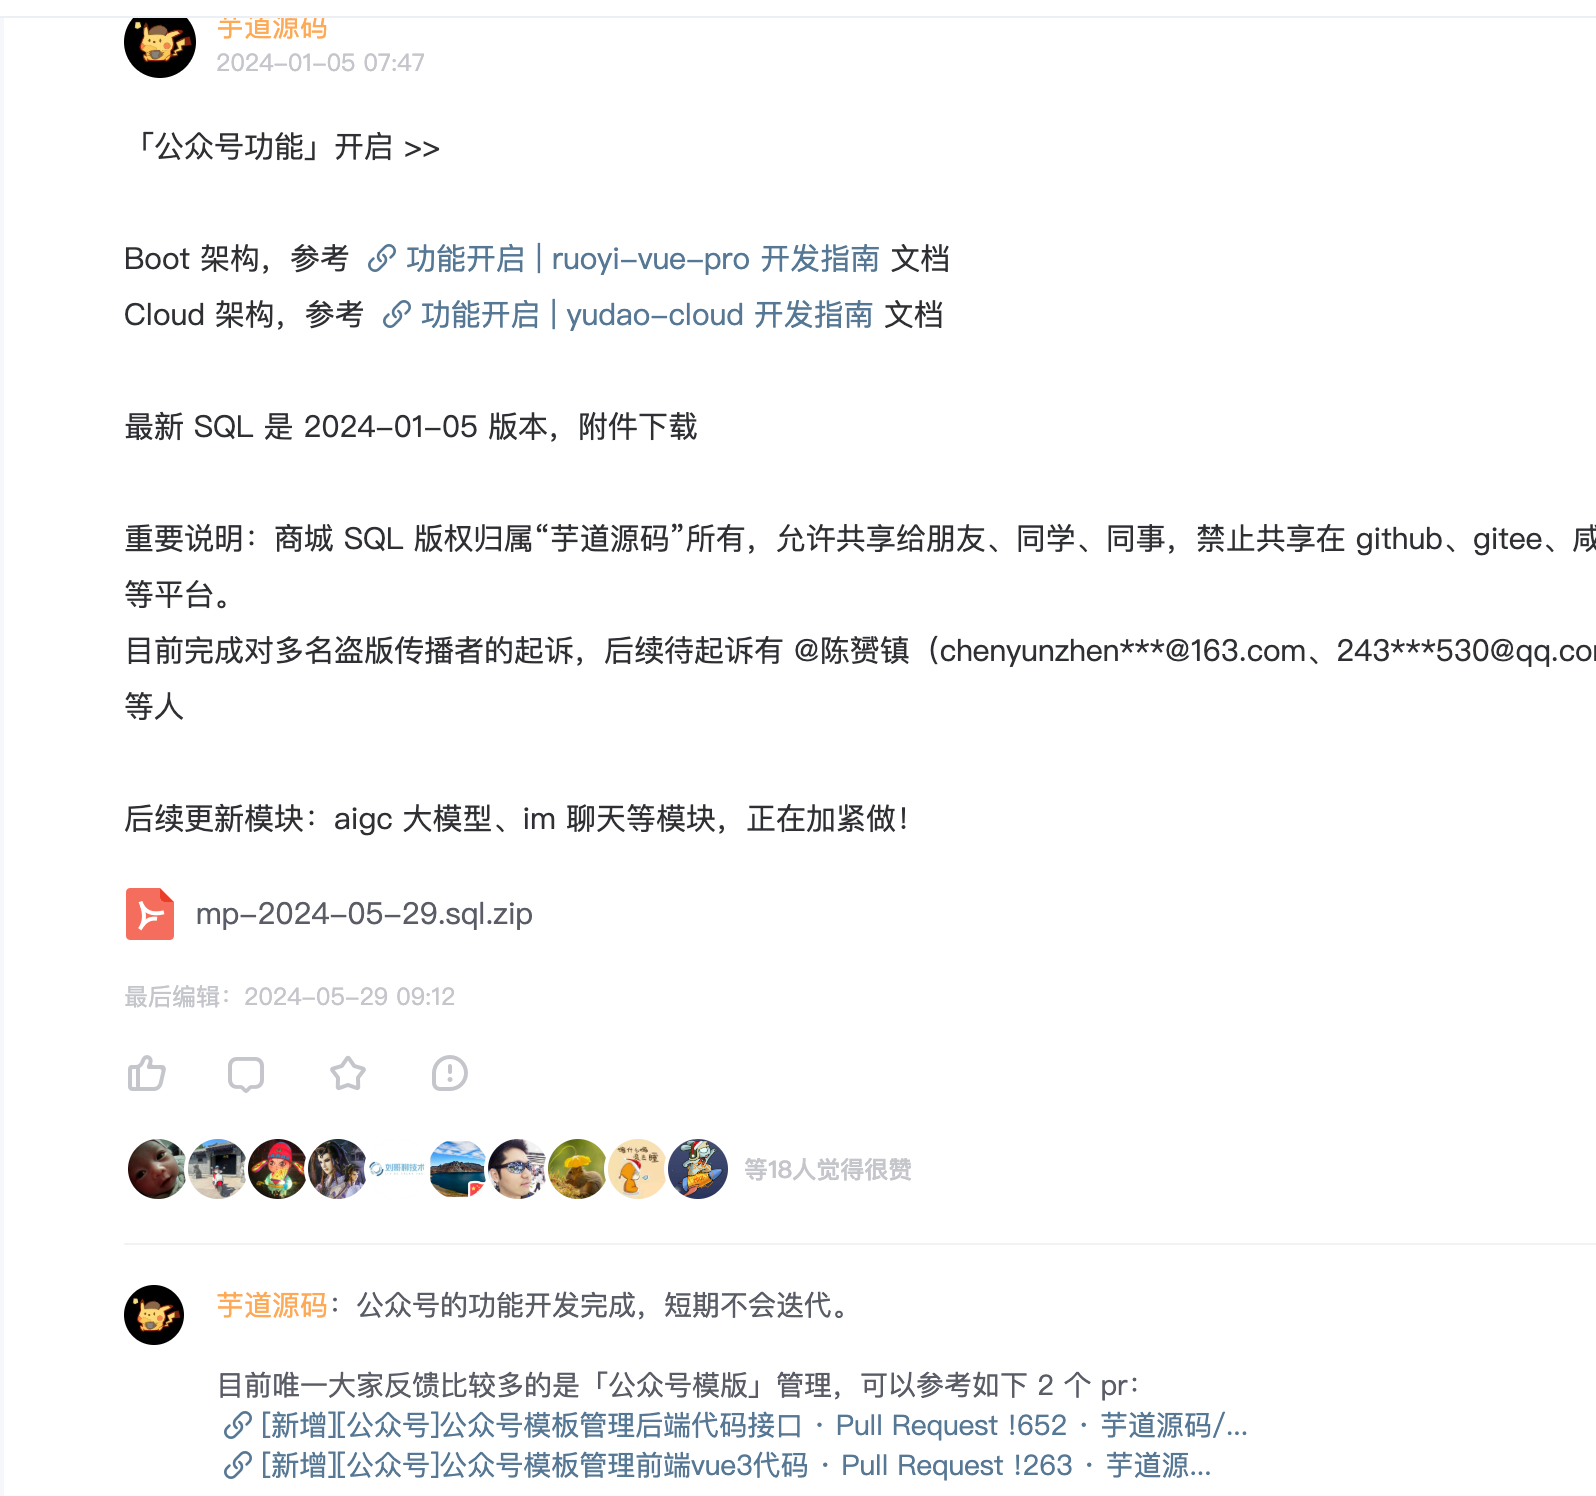 芋道源码
2024-01-05 07:47
「公众号功能」开启 >>
Boot 架构，参考 功能开启 | ruoyi-vue-pro 开发指南 文档
Cloud 架构，参考 功能开启 | yudao-cloud 开发指南 文档
最新 SQL 是 2024-01-05 版本，附件下载
重要说明：商城 SQL 版权归属“芋道源码”所有，允许共享给朋友、同学、同事，禁止共享在 github、gitee、咸
等平台。
目前完成对多名盗版传播者的起诉，后续待起诉有 @陈赟镇（chenyunzhen***@163.com、243***530@qq.co
等人
后续更新模块：aigc 大模型、im 聊天等模块，正在加紧做！
mp-2024-05-29.sql.zip
最后编辑：2024-05-29 09:12
等18人觉得很赞
芋道源码：公众号的功能开发完成，短期不会迭代。
目前唯一大家反馈比较多的是「公众号模版」管理，可以参考如下 2 个 pr：
[新增][公众号]公众号模板管理后端代码接口 · Pull Request !652 · 芋道源码/...
[新增][公众号]公众号模板管理前端vue3代码 · Pull Request !263 · 芋道源...